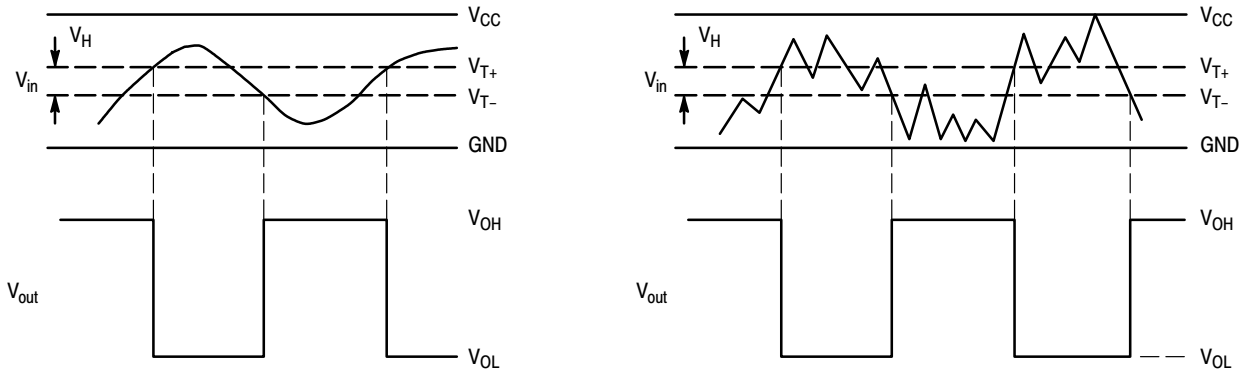 V_CC
V_H
V_T+
V_in
V_T–
GND
V_OH
V_out
V_OL
V_CC
V_H
V_T+
V_in
V_T–
GND
V_OH
V_out
V_OL